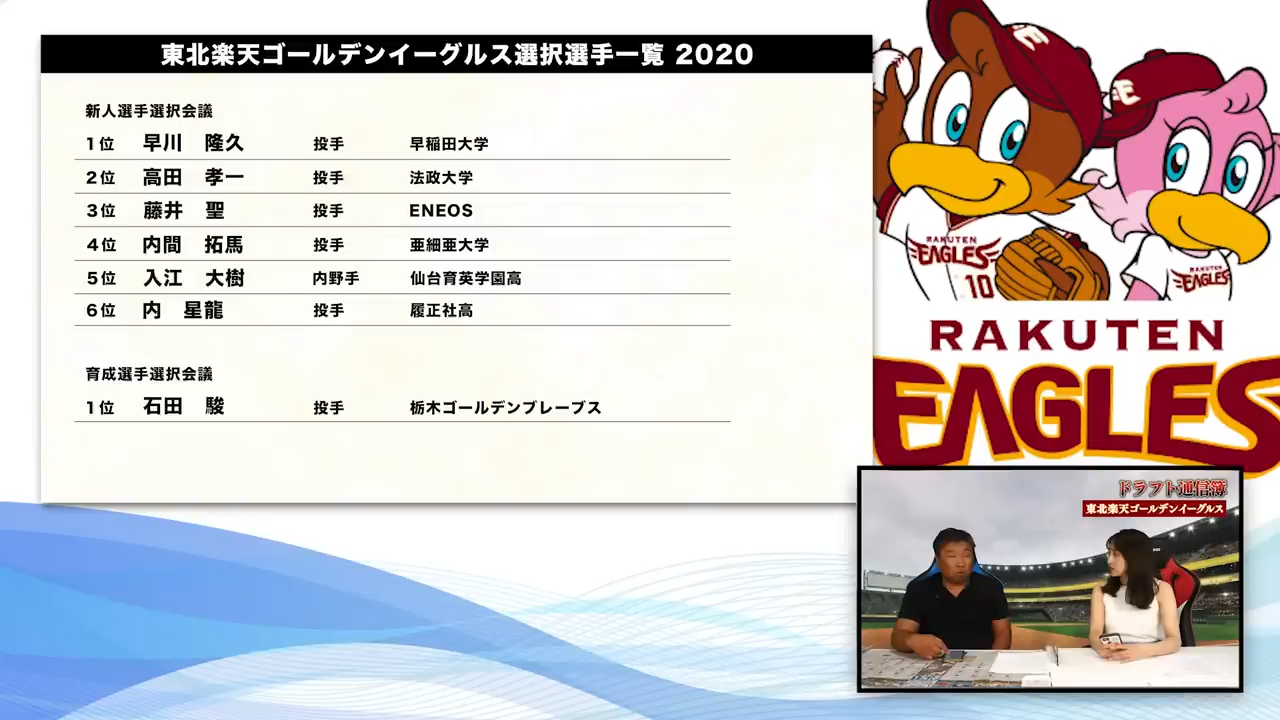 東北楽天ゴールデンイーグルス選択選手一覧 2020
新人選手選択会議
1位 早川 隆久 投手 早稲田大学
2位 高田 孝一 投手 法政大学
3位 藤井 聖 投手 ENEOS
4位 内間 拓馬 投手 亜細亜大学
5位 入江 大樹 内野手 仙台育英学園高
6位 内 星龍 投手 履正社高
育成選手選択会議
1位 石田 駿 投手 栃木ゴールデンブレーブス
E
E
RAKUTEN
EAGLES
10
RAKUTEN
EAGLES
RAKUTEN
EAGLES
ドラフト通信簿
東北楽天ゴールデンイーグルス